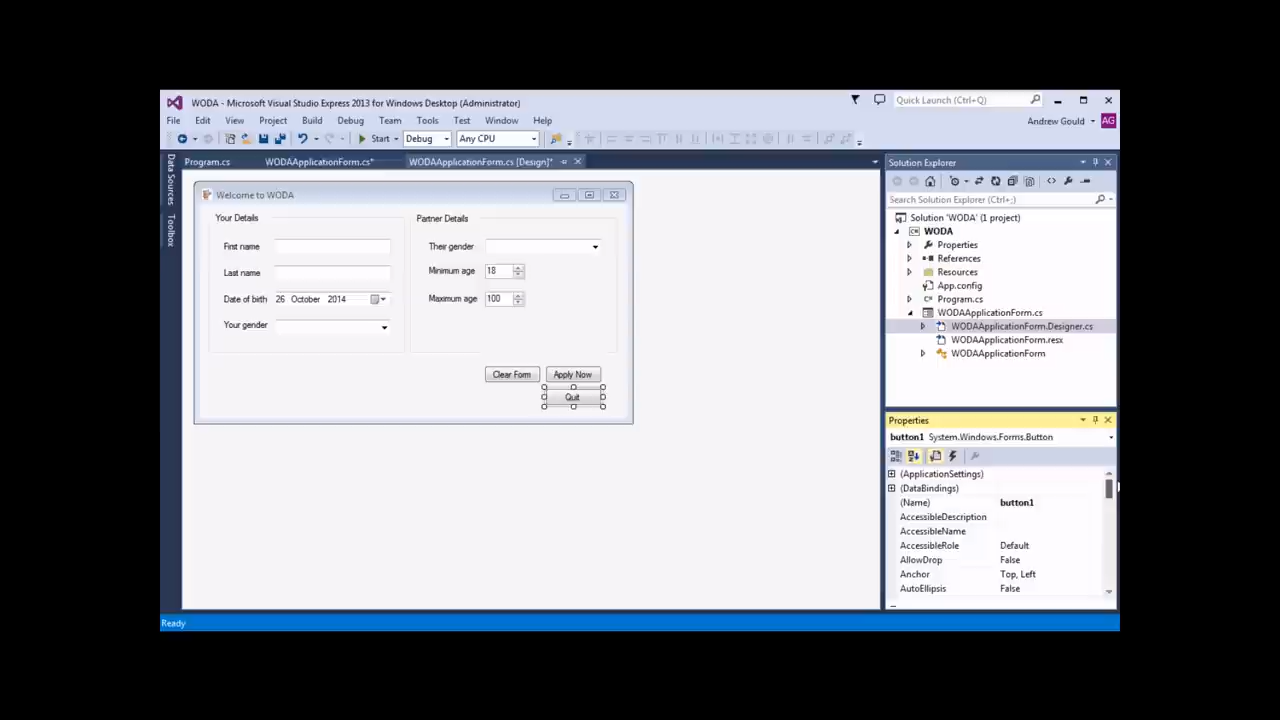 WODA - Microsoft Visual Studio Express 2013 for Windows Desktop (Administrator)
Quick Launch (Ctrl+Q)
File Edit View Project Build Debug Team Tools Test Window Help
Andrew Gould AG
Start Debug Any CPU
Program.cs WODAApplicationForm.cs* WODAApplicationForm.cs [Design]*
Data Sources
Toolbox
Welcome to WODA
Your Details
First name
Last name
Date of birth 26 October 2014
Your gender
Partner Details
Their gender
Minimum age 18
Maximum age 100
Clear Form Apply Now
Quit
Solution Explorer
Search Solution Explorer (Ctrl+;)
Solution 'WODA' (1 project)
WODA
Properties
References
Resources
App.config
Program.cs
WODAApplicationForm.cs
WODAApplicationForm.Designer.cs
WODAApplicationForm.resx
WODAApplicationForm
Properties
button1 System.Windows.Forms.Button
(ApplicationSettings)
(DataBindings)
(Name) button1
AccessibleDescription
AccessibleName
AccessibleRole Default
AllowDrop False
Anchor Top, Left
AutoEllipsis False
Ready